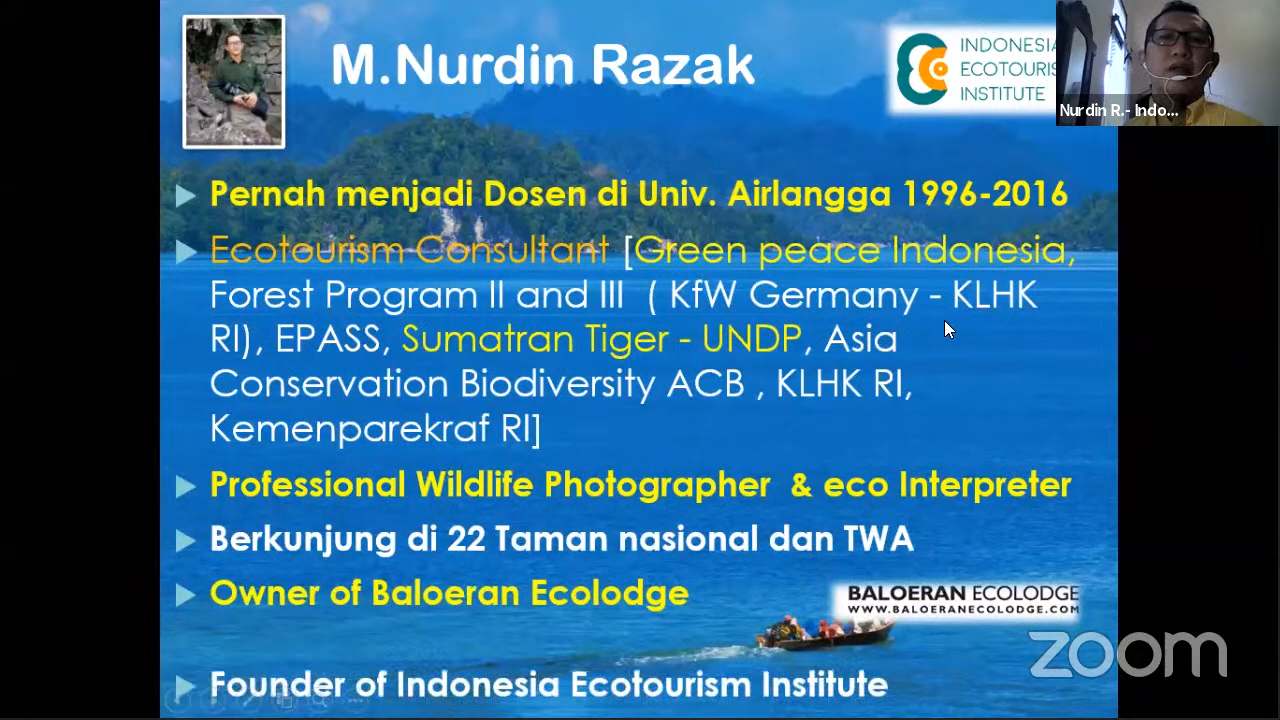 M.Nurdin Razak
INDONESIA
ECOTOURIS
INSTITUTE
Nurdin R.- Indo...
Pernah menjadi Dosen di Univ. Airlangga 1996-2016
Ecotourism Consultant [Green peace Indonesia,
Forest Program II and III ( KfW Germany - KLHK
RI), EPASS, Sumatran Tiger - UNDP, Asia
Conservation Biodiversity ACB , KLHK RI,
Kemenparekraf RI]
Professional Wildlife Photographer & eco Interpreter
Berkunjung di 22 Taman nasional dan TWA
Owner of Baloeran Ecolodge
BALOERAN ECOLODGE
WWW.BALOERANECOLODGE.COM
zoom
Founder of Indonesia Ecotourism Institute